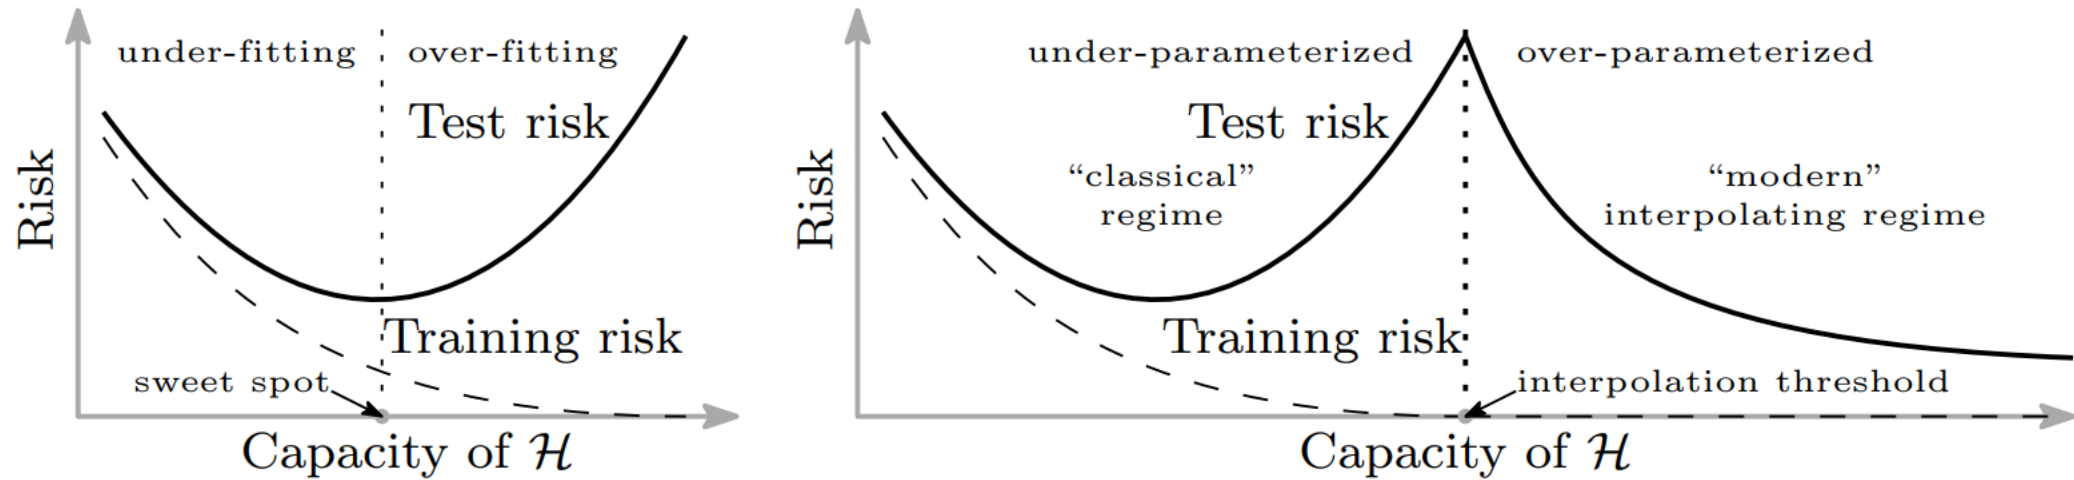 under-fitting
over-fitting
Test risk
Risk
Training risk
sweet spot
Capacity of ℋ
under-parameterized
over-parameterized
Test risk
“classical”
regime
“modern”
interpolating regime
Risk
Training risk
interpolation threshold
Capacity of ℋ